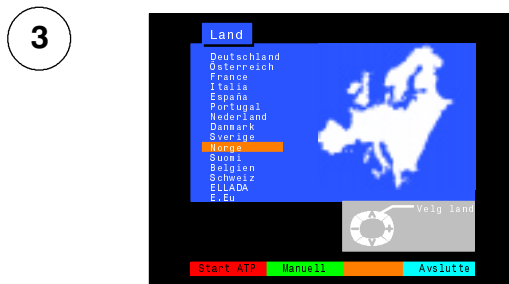 3
Land
Deutschland
Osterreich
France
Italia
España
Portugal
Nederland
Danmark
Sverige
Norge
Suomi
Belgien
Schweiz
ELLADA
E.Eu
Velg land
Start ATP Manuell Avslutte